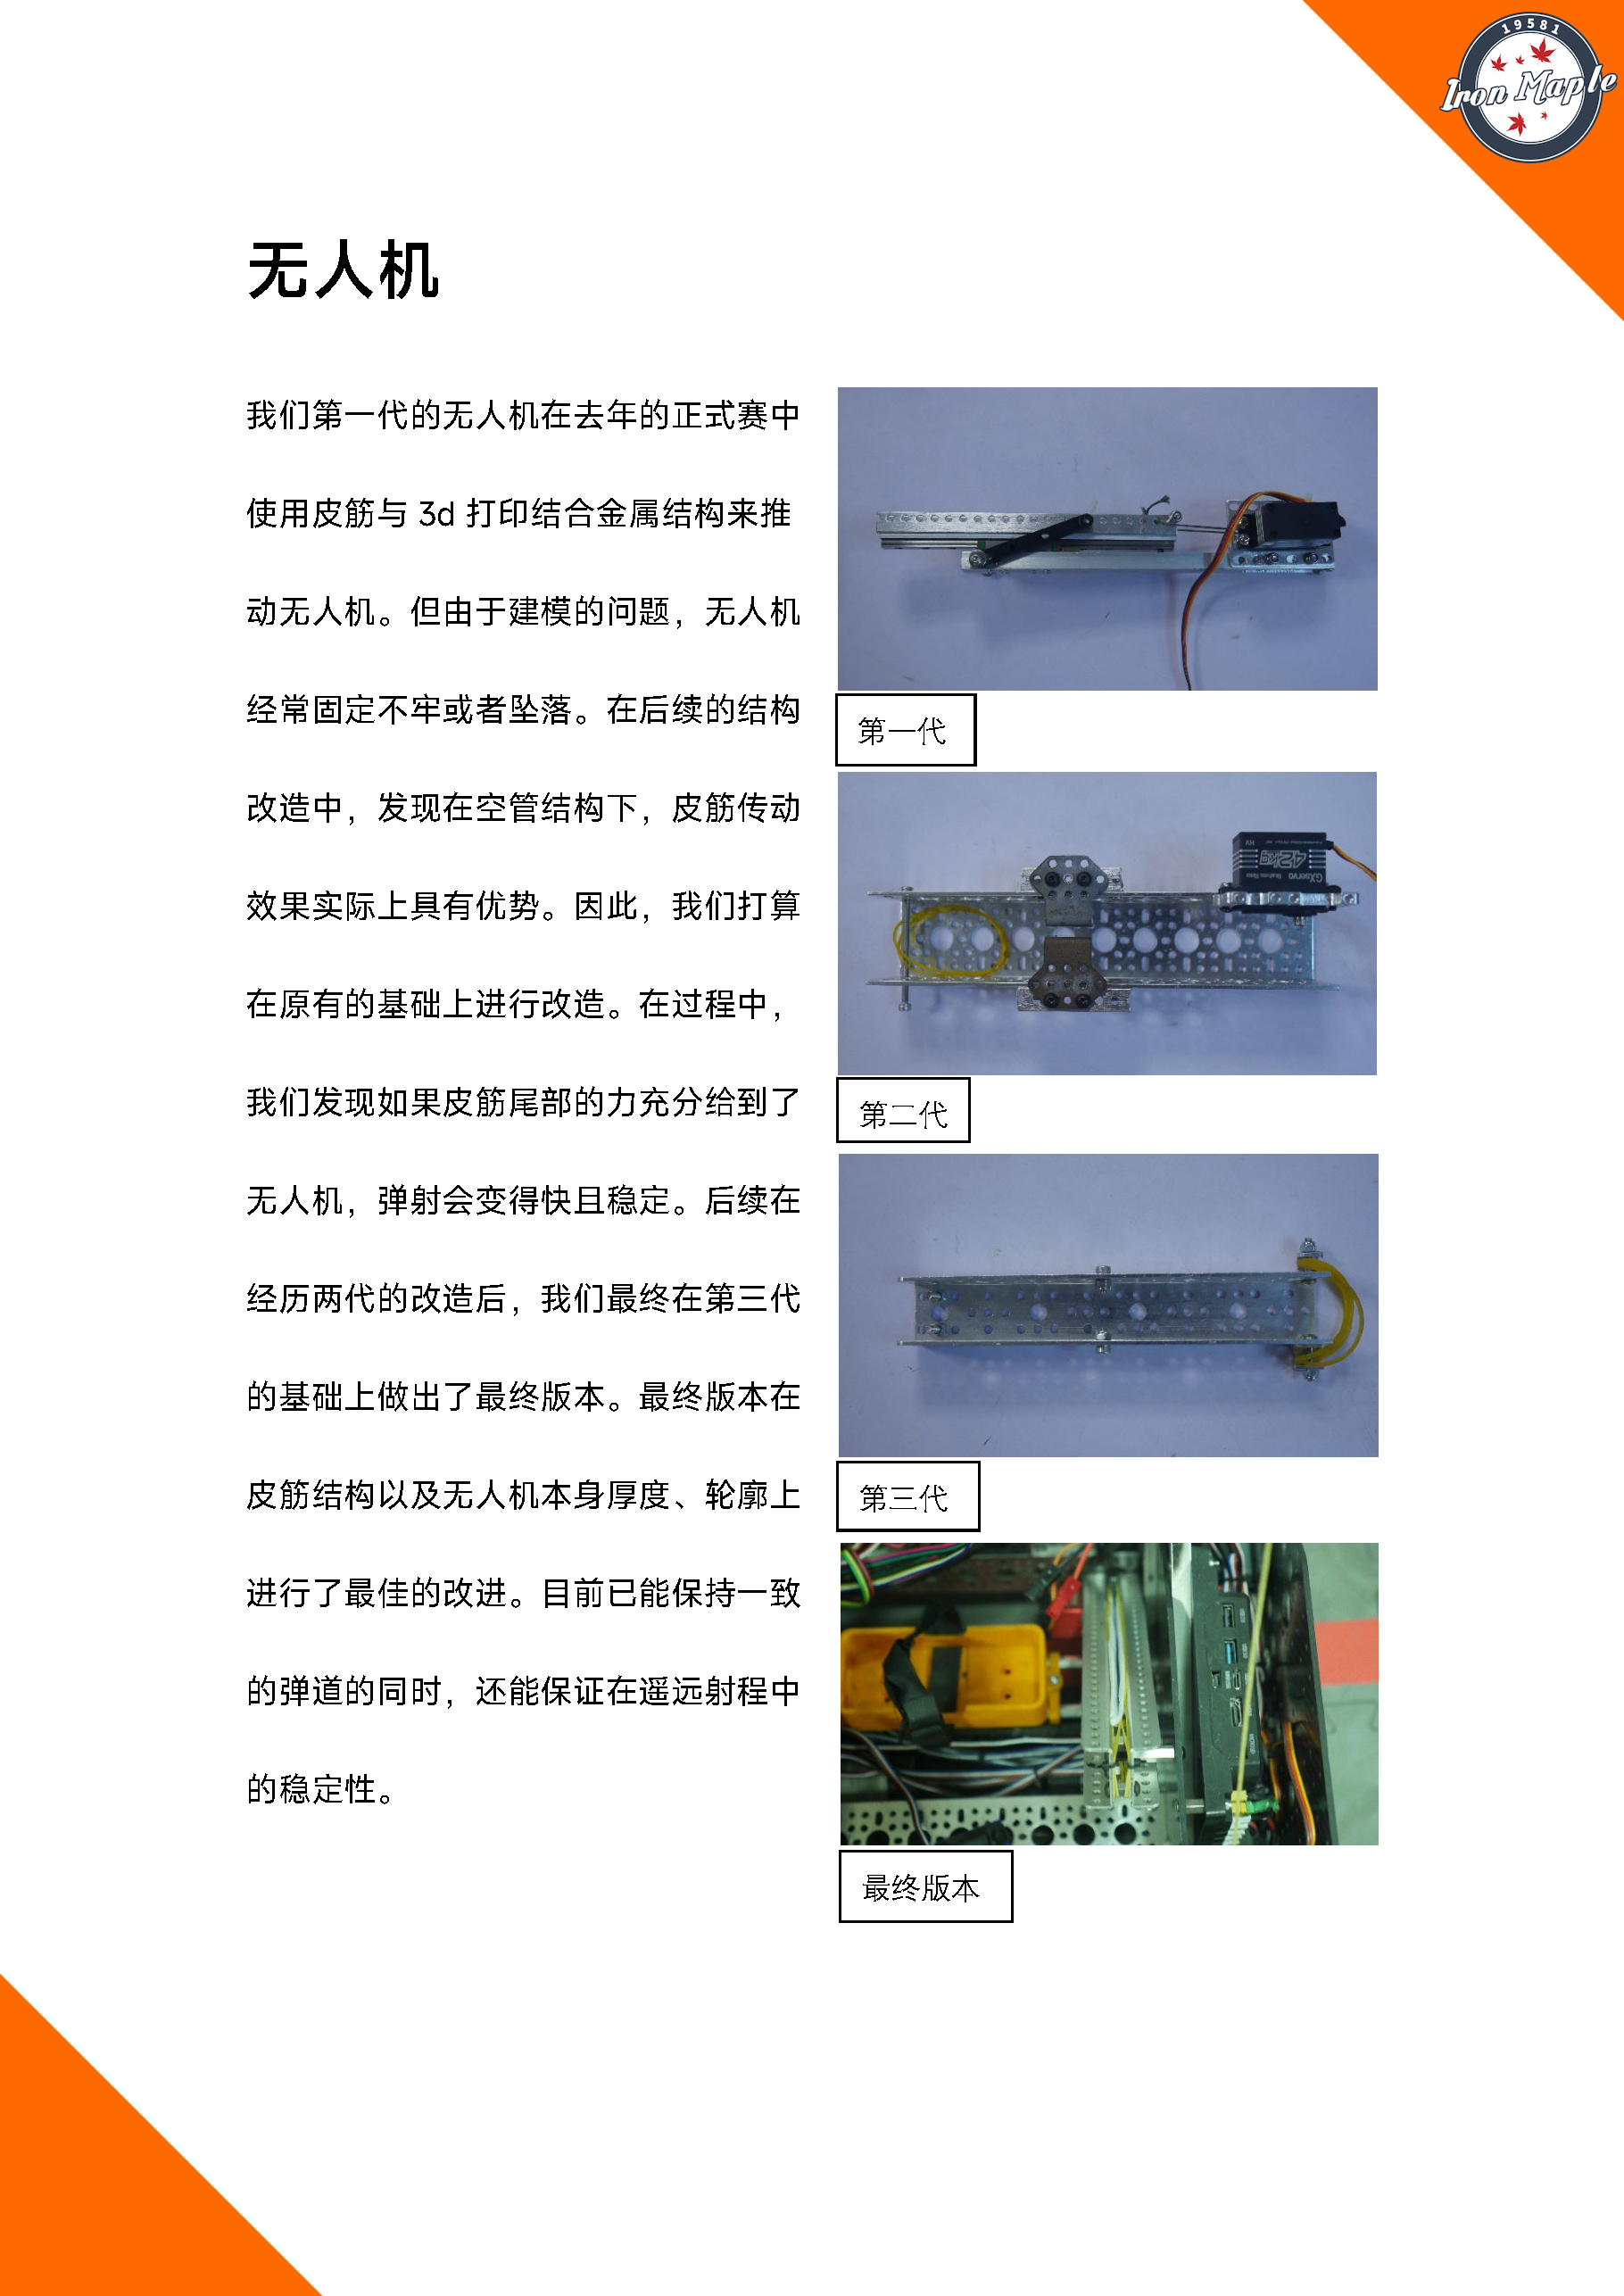 19581
Iron Maple
无人机
我们第一代的无人机在去年的正式赛中
使用皮筋与 3d 打印结合金属结构来推
动无人机。但由于建模的问题，无人机
经常固定不牢或者坠落。在后续的结构
改造中，发现在空管结构下，皮筋传动
效果实际上具有优势。因此，我们打算
在原有的基础上进行改造。在过程中，
我们发现如果皮筋尾部的力充分给到了
无人机，弹射会变得快且稳定。后续在
经历两代的改造后，我们最终在第三代
的基础上做出了最终版本。最终版本在
皮筋结构以及无人机本身厚度、轮廓上
进行了最佳的改进。目前已能保持一致
的弹道的同时，还能保证在遥远射程中
的稳定性。
第一代
GXservo
42kg
HV
第二代
第三代
最终版本